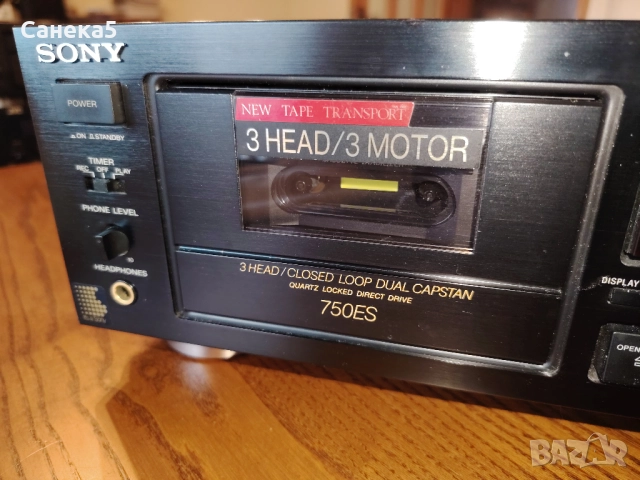 Санека5
SONY
POWER
ON STANDBY
TIMER
REC OFF PLAY
PHONE LEVEL
10
HEADPHONES
NEW TAPE TRANSPORT
3 HEAD/3 MOTOR
3 HEAD/CLOSED LOOP DUAL CAPSTAN
QUARTZ LOCKED DIRECT DRIVE
750ES
DISPLAY
OPEN
BAZAR